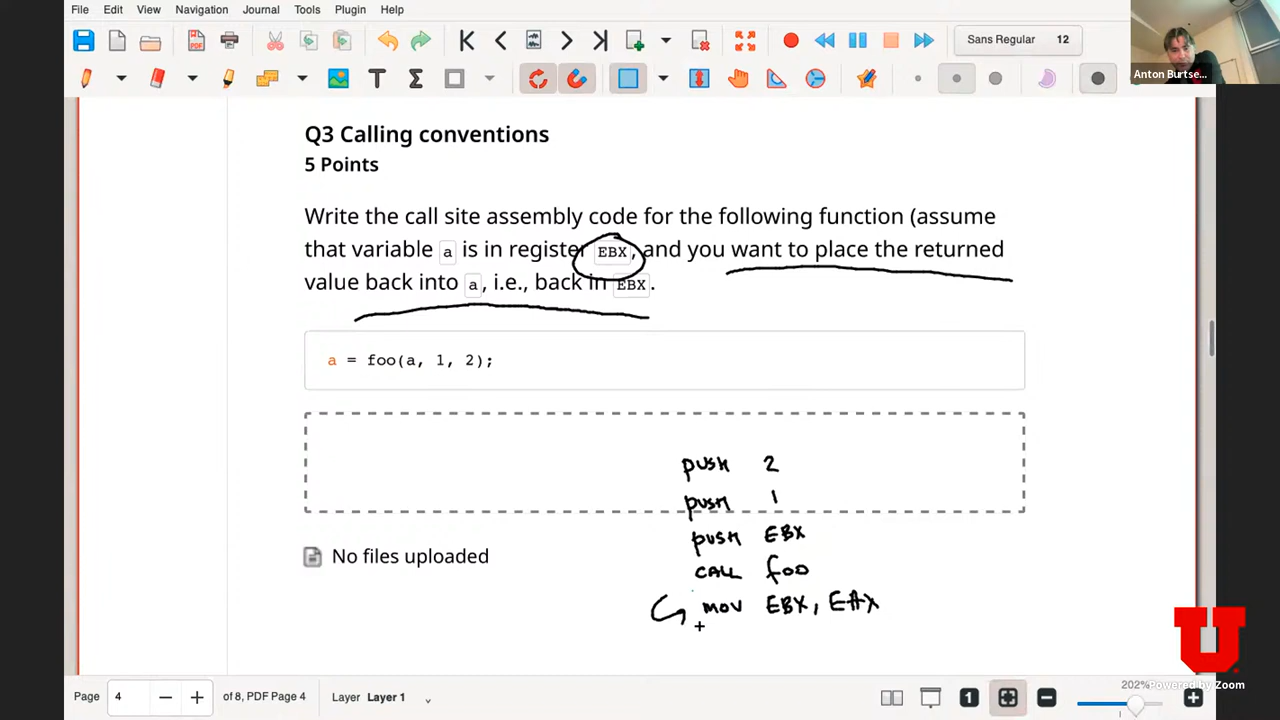 File Edit View Navigation Journal Tools Plugin Help
Sans Regular 12
Anton Burtse...
Q3 Calling conventions
5 Points
Write the call site assembly code for the following function (assume
that variable a is in register EBX, and you want to place the returned
value back into a, i.e., back in EBX.
a = foo(a, 1, 2);
push 2
push 1
push EBX
CALL foo
mov EBX, EAX
No files uploaded
U
Page 4 of 8, PDF Page 4 Layer Layer 1 1 202%
Powered by Zoom